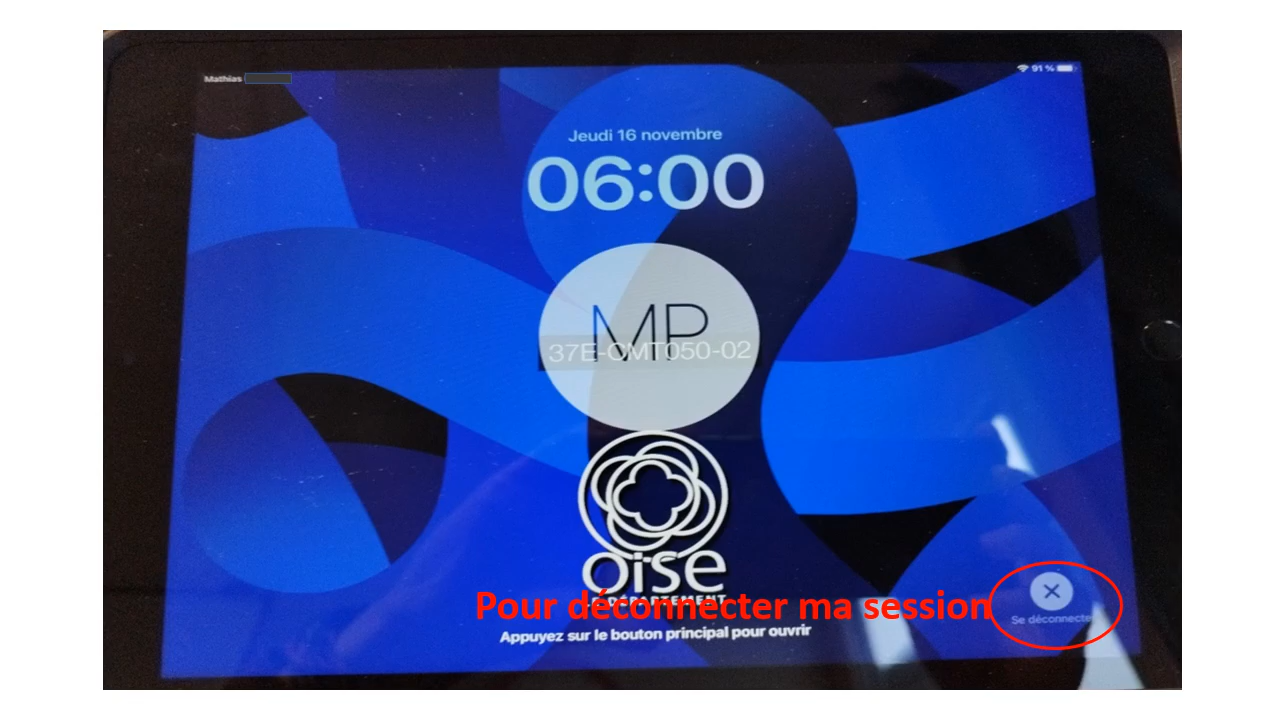 Mathias
91 %
Jeudi 16 novembre
06:00
MP
37E-CMT050-02
oise
LE DÉPARTEMENT
Pour déconnecter ma session
Se déconnecter
Appuyez sur le bouton principal pour ouvrir